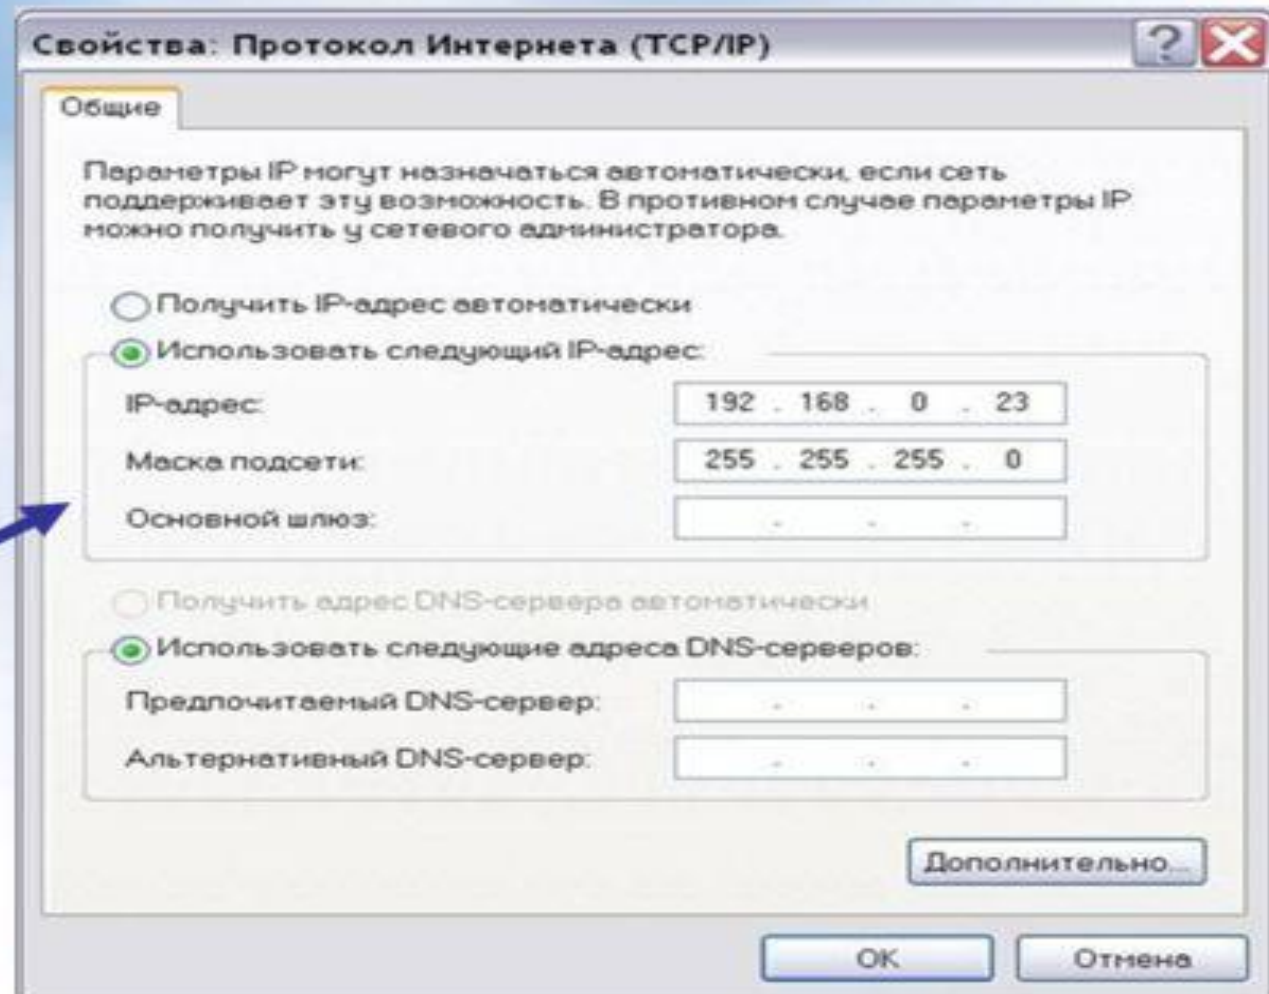 Свойства: Протокол Интернета (TCP/IP)
Общие
Параметры IP могут назначаться автоматически, если сеть
поддерживает эту возможность. В противном случае параметры IP
можно получить у сетевого администратора.
Получить IP-адрес автоматически
Использовать следующий IP-адрес:
IP-адрес: 192 . 168 . 0 . 23
Маска подсети: 255 . 255 . 255 . 0
Основной шлюз: . . .
Получить адрес DNS-сервера автоматически
Использовать следующие адреса DNS-серверов:
Предпочитаемый DNS-сервер: . . .
Альтернативный DNS-сервер: . . .
Дополнительно...
ОК Отмена